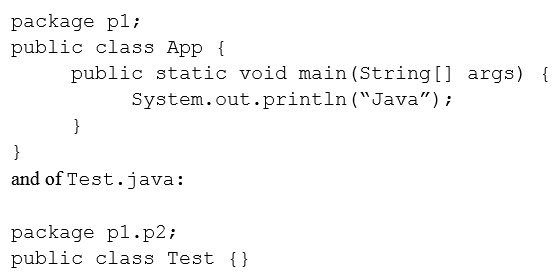 package p1;
public class App {
     public static void main(String[] args) {
          System.out.println(“Java”);
     }
}
and of Test.java:
package p1.p2;
public class Test {}